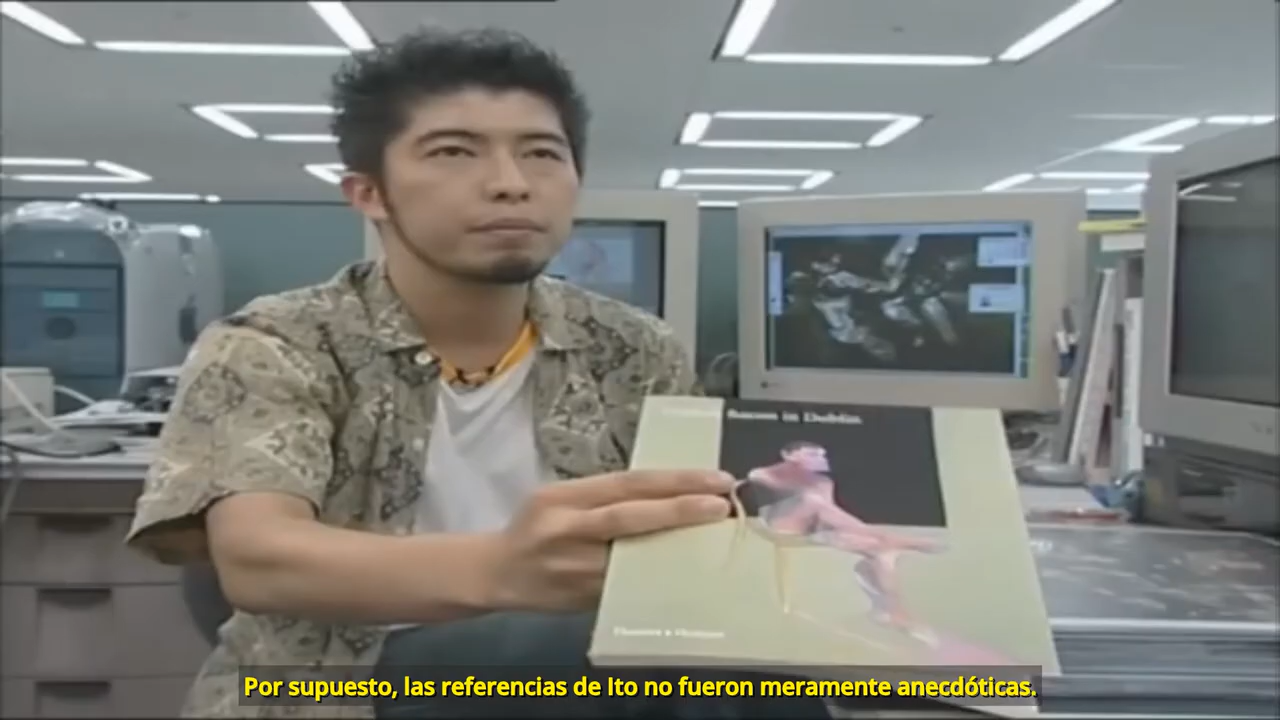 Bacon in Dublin
Thames & Hudson
Por supuesto, las referencias de Ito no fueron meramente anecdóticas.